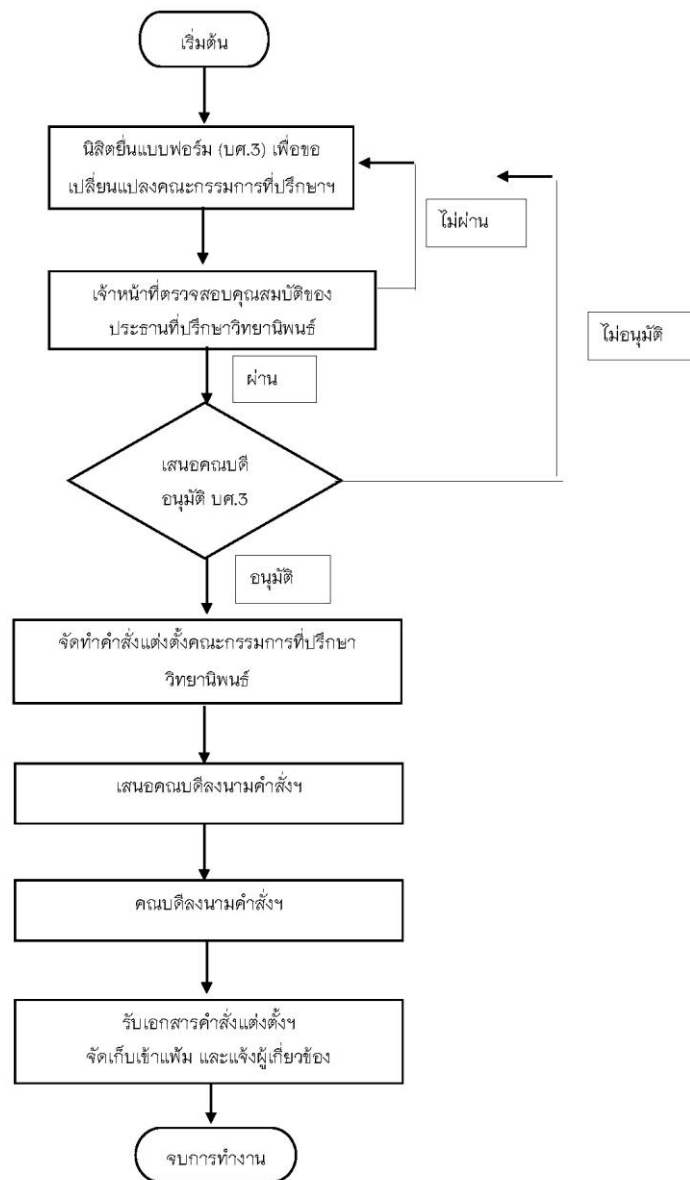 เริ่มต้น
นิสิตยื่นแบบฟอร์ม (บศ.3) เพื่อขอ
เปลี่ยนแปลงคณะกรรมการที่ปรึกษาฯ
ไม่ผ่าน
เจ้าหน้าที่ตรวจสอบคุณสมบัติของ
ประธานที่ปรึกษาวิทยานิพนธ์
ไม่อนุมัติ
ผ่าน
เสนอคณบดี
อนุมัติ บศ.3
อนุมัติ
จัดทำคำสั่งแต่งตั้งคณะกรรมการที่ปรึกษา
วิทยานิพนธ์
เสนอคณบดีลงนามคำสั่งฯ
คณบดีลงนามคำสั่งฯ
รับเอกสารคำสั่งแต่งตั้งฯ
จัดเก็บเข้าแฟ้ม และแจ้งผู้เกี่ยวข้อง
จบการทำงาน